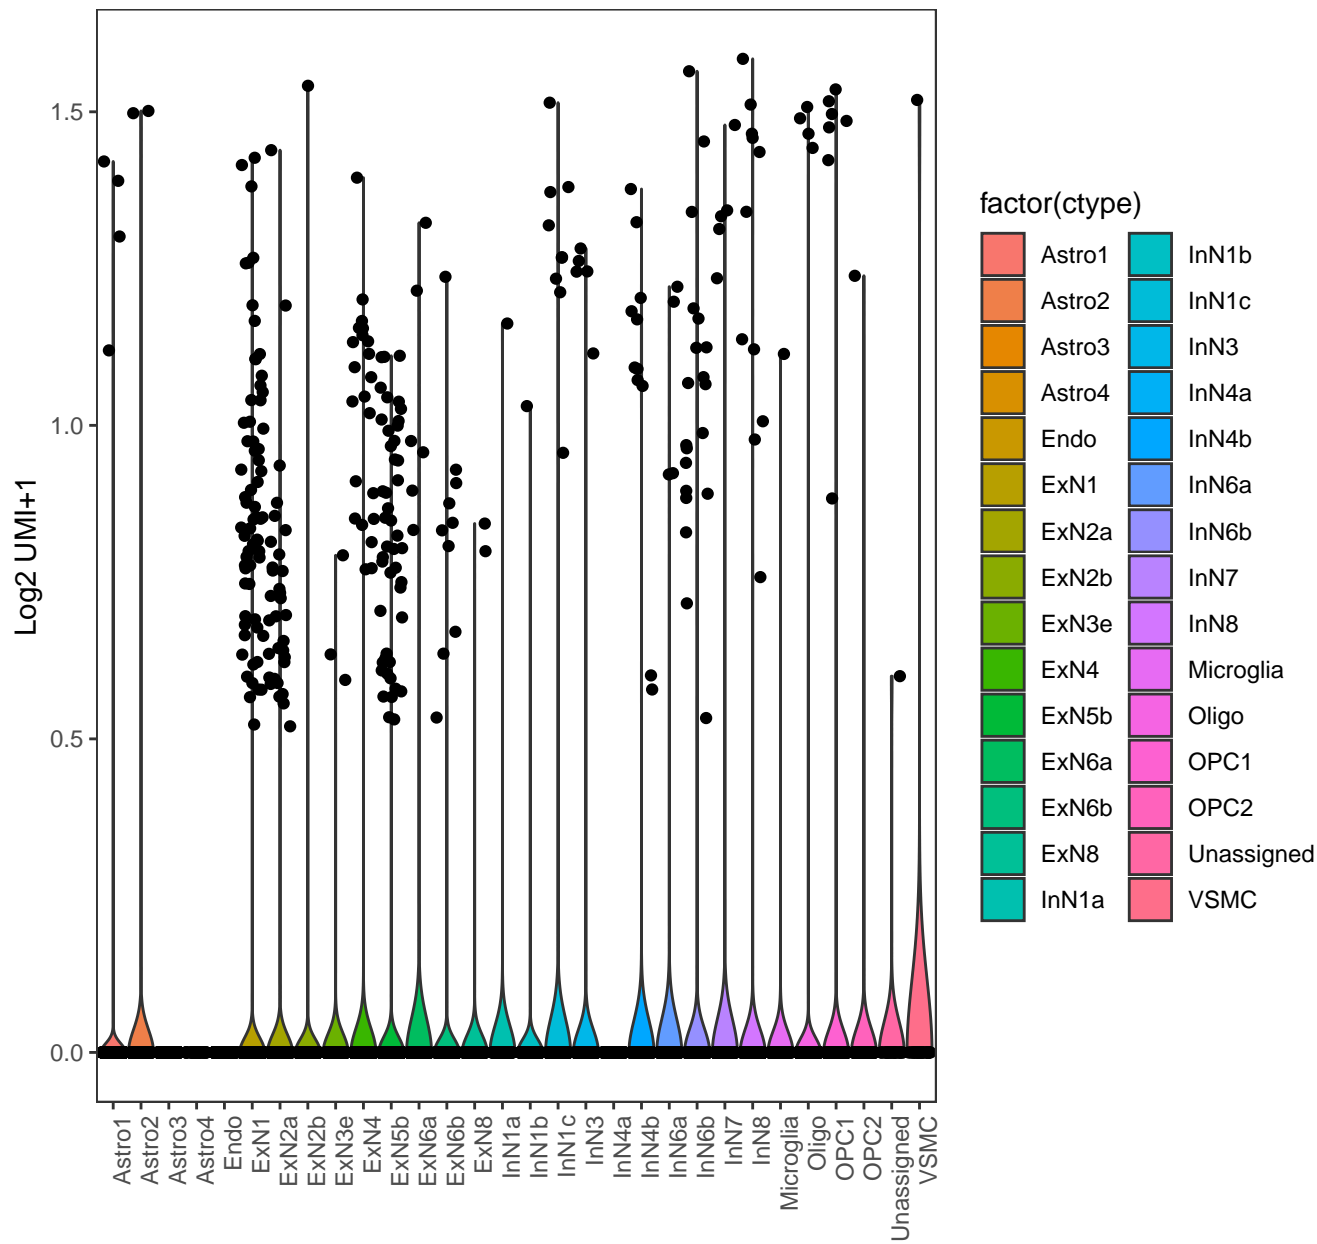 Log2 UMI+1
1.5
1.0
0.5
0.0
Astro1
Astro2
Astro3
Astro4
Endo
ExN1
ExN2a
ExN2b
ExN3e
ExN4
ExN5b
ExN6a
ExN6b
ExN8
InN1a
InN1b
InN1c
InN3
InN4a
InN4b
InN6a
InN6b
InN7
InN8
Microglia
Oligo
OPC1
OPC2
Unassigned
VSMC
factor(ctype)
Astro1
Astro2
Astro3
Astro4
Endo
ExN1
ExN2a
ExN2b
ExN3e
ExN4
ExN5b
ExN6a
ExN6b
ExN8
InN1a
InN1b
InN1c
InN3
InN4a
InN4b
InN6a
InN6b
InN7
InN8
Microglia
Oligo
OPC1
OPC2
Unassigned
VSMC